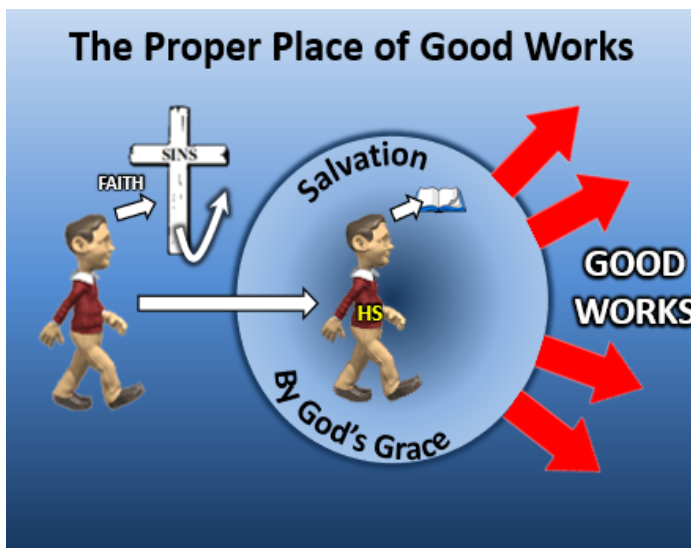 The Proper Place of Good Works
SINS
FAITH
Salvation
HS
By God's Grace
GOOD
WORKS